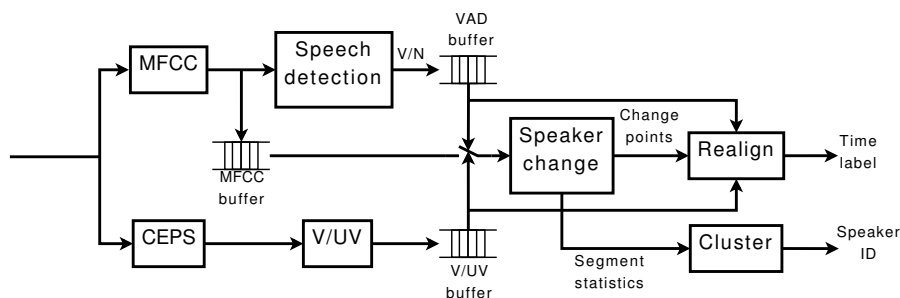 VAD
buffer
MFCC
Speech
detection
V/N
MFCC
buffer
Speaker
change
Change
points
Realign
Time
label
CEPS
V/UV
V/UV
buffer
Segment
statistics
Cluster
Speaker
ID